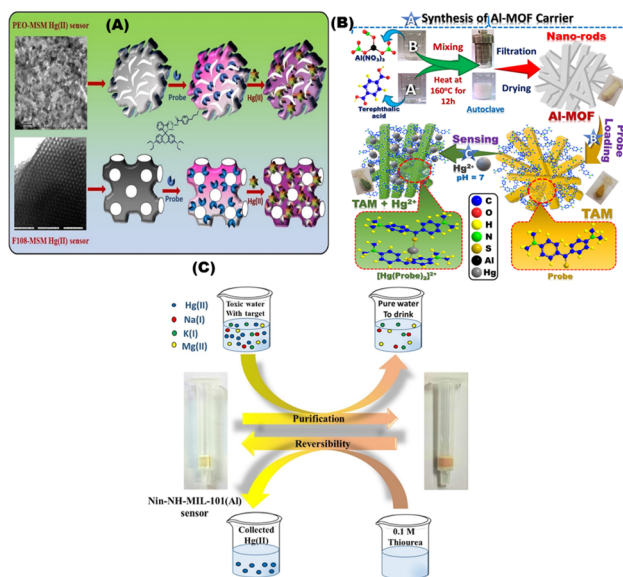 (A)
PEO-MSM Hg(II) sensor
Probe
Hg(II)
F108-MSM Hg(II) sensor
Probe
Hg(II)
(B)
A
Synthesis of Al-MOF Carrier
B
Al(NO₃)₃
A
Terephthalic
acid
Mixing
Heat at
160°C for
12h
Autoclave
Filtration
Drying
Nano-rods
Al-MOF
Probe
Loading
B
Sensing
Hg²⁺
pH = 7
TAM + Hg²⁺
TAM
C
O
H
N
S
Al
Hg
[Hg(Probe)₂]²⁺
Probe
(C)
Hg(II)
Na(I)
K(I)
Mg(II)
Toxic water
With target
Pure water
To drink
Purification
Reversibility
Nin-NH-MIL-101(Al)
sensor
Collected
Hg(II)
0.1 M
Thiourea